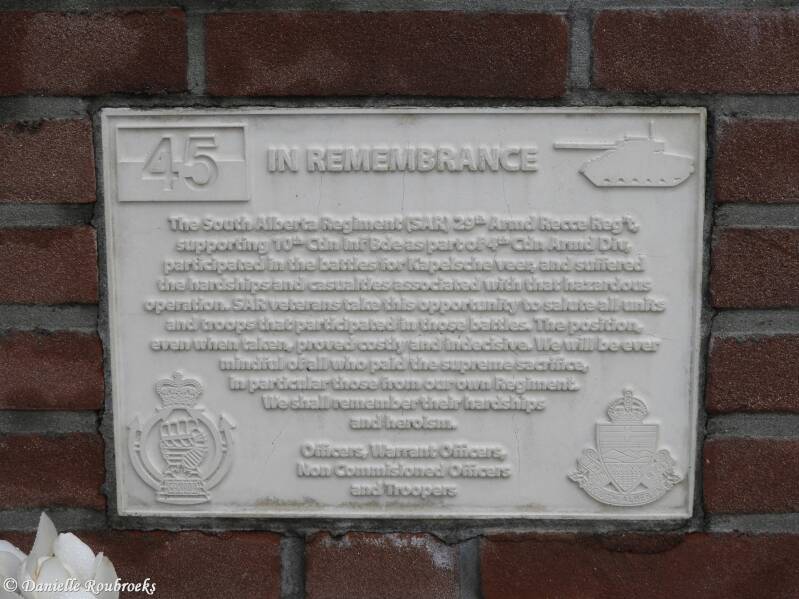 45
IN REMEMBRANCE
The South Alberta Regiment (SAR) 29th Armd Recce Reg't,
supporting 10th Cdn Inf Bde as part of 4th Cdn Armd Div,
participated in the battles for Kapelsche veer, and suffered
the hardships and casualties associated with that hazardous
operation. SAR veterans take this opportunity to salute all units
and troops that participated in those battles. The position,
even when taken, proved costly and indecisive. We will be ever
mindful of all who paid the supreme sacrifice,
in particular those from our own Regiment.
We shall remember their hardships
and heroism.
Officers, Warrant Officers,
Non Commisioned Officers
and Troopers
© Danielle Roubroeks